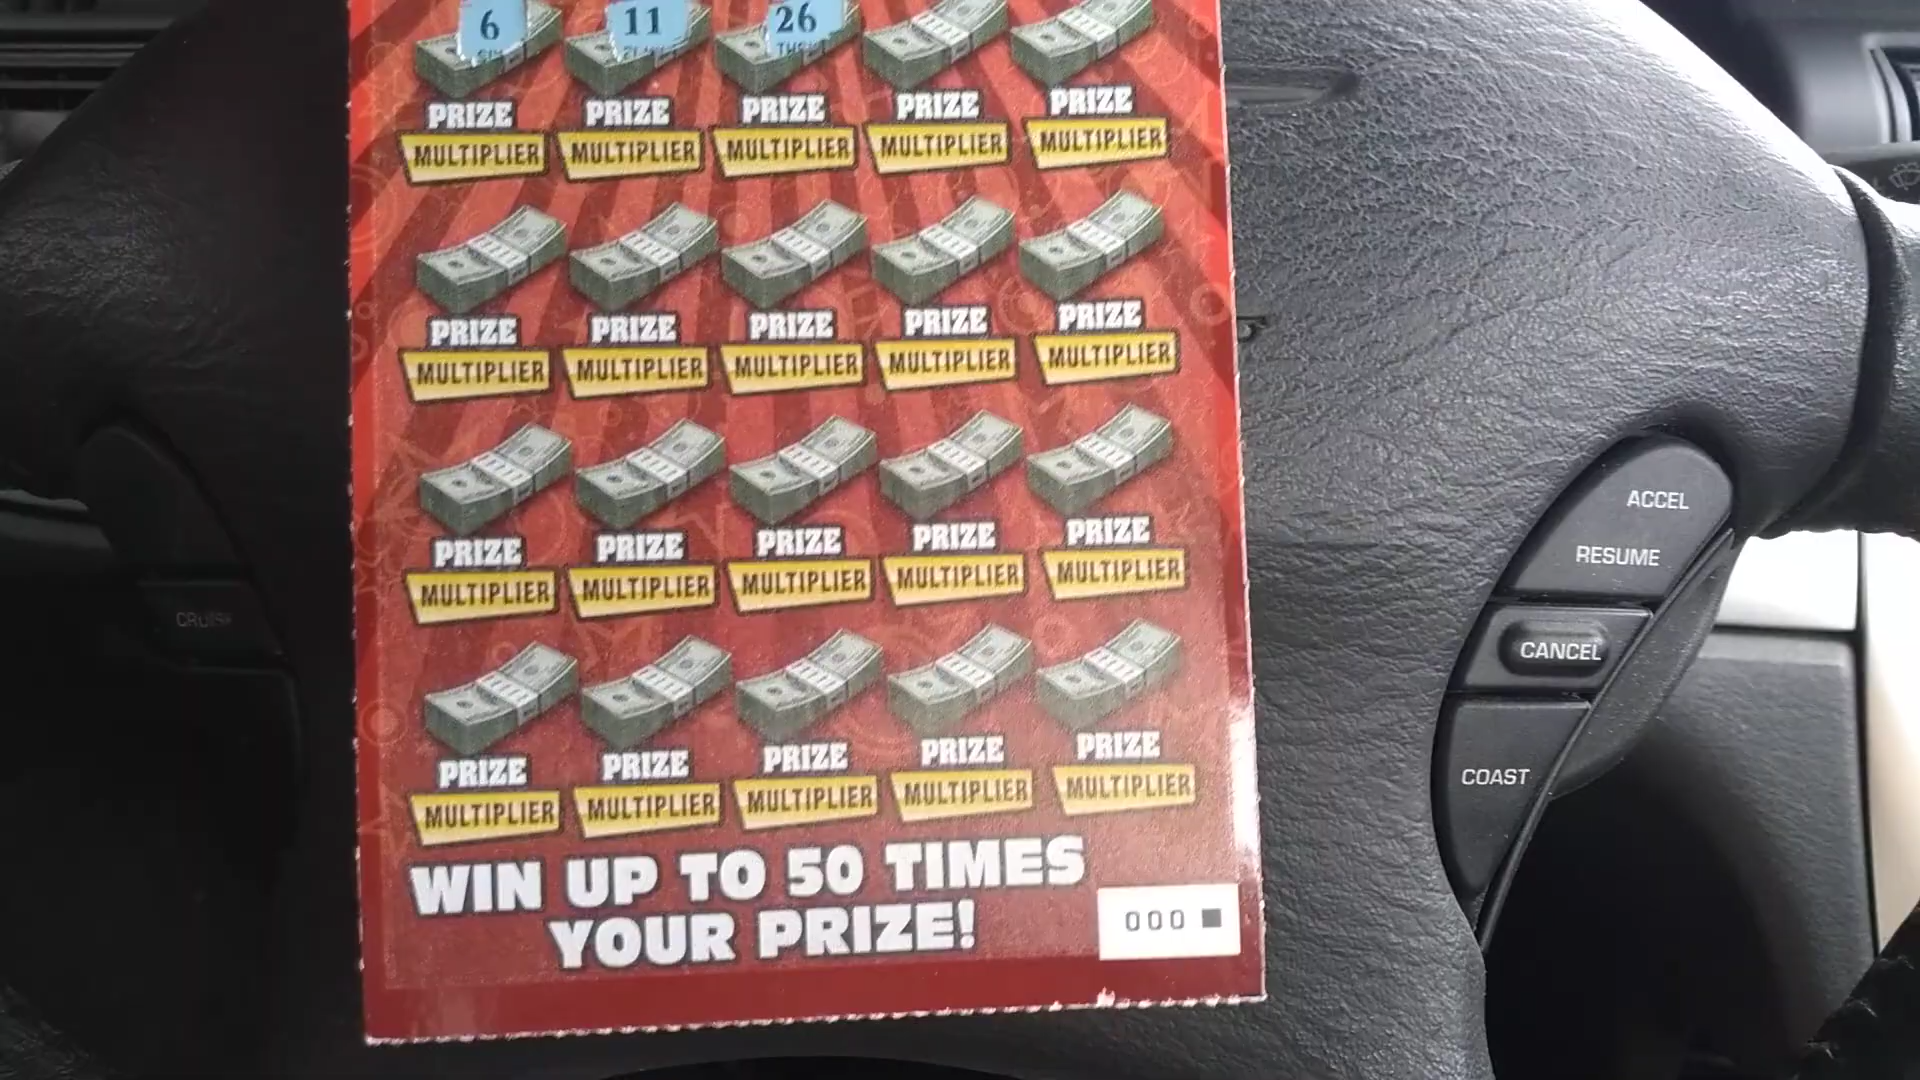 6 11 26
SIX
PRIZE PRIZE PRIZE PRIZE PRIZE
MULTIPLIER MULTIPLIER MULTIPLIER MULTIPLIER MULTIPLIER
PRIZE PRIZE PRIZE PRIZE PRIZE
MULTIPLIER MULTIPLIER MULTIPLIER MULTIPLIER MULTIPLIER
PRIZE PRIZE PRIZE PRIZE PRIZE
MULTIPLIER MULTIPLIER MULTIPLIER MULTIPLIER MULTIPLIER
PRIZE PRIZE PRIZE PRIZE PRIZE
MULTIPLIER MULTIPLIER MULTIPLIER MULTIPLIER MULTIPLIER
WIN UP TO 50 TIMES
YOUR PRIZE!
000
CRUISE
ACCEL
RESUME
CANCEL
COAST